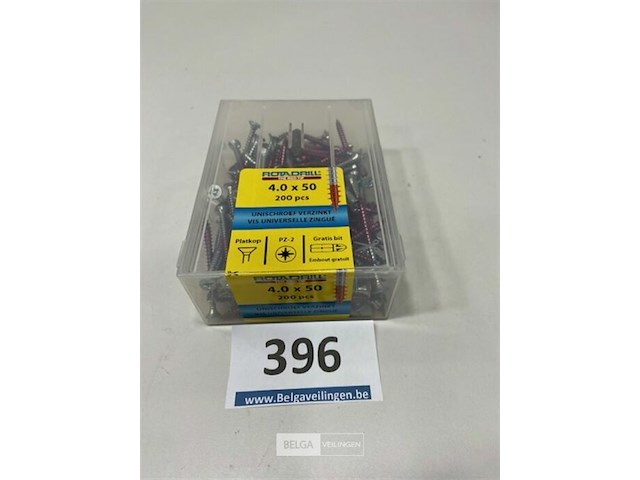 ROTADRILL
4.0 x 50
200 pcs
UNISCHROEF VERZINKT
VIS UNIVERSELLE ZINGUÉ
Platkop
PZ-2
Gratis bit
Embout gratuit
ROTADRILL
4.0 x 50
200 pcs
396
www.Belgaveilingen.be
BELGA VEILINGEN